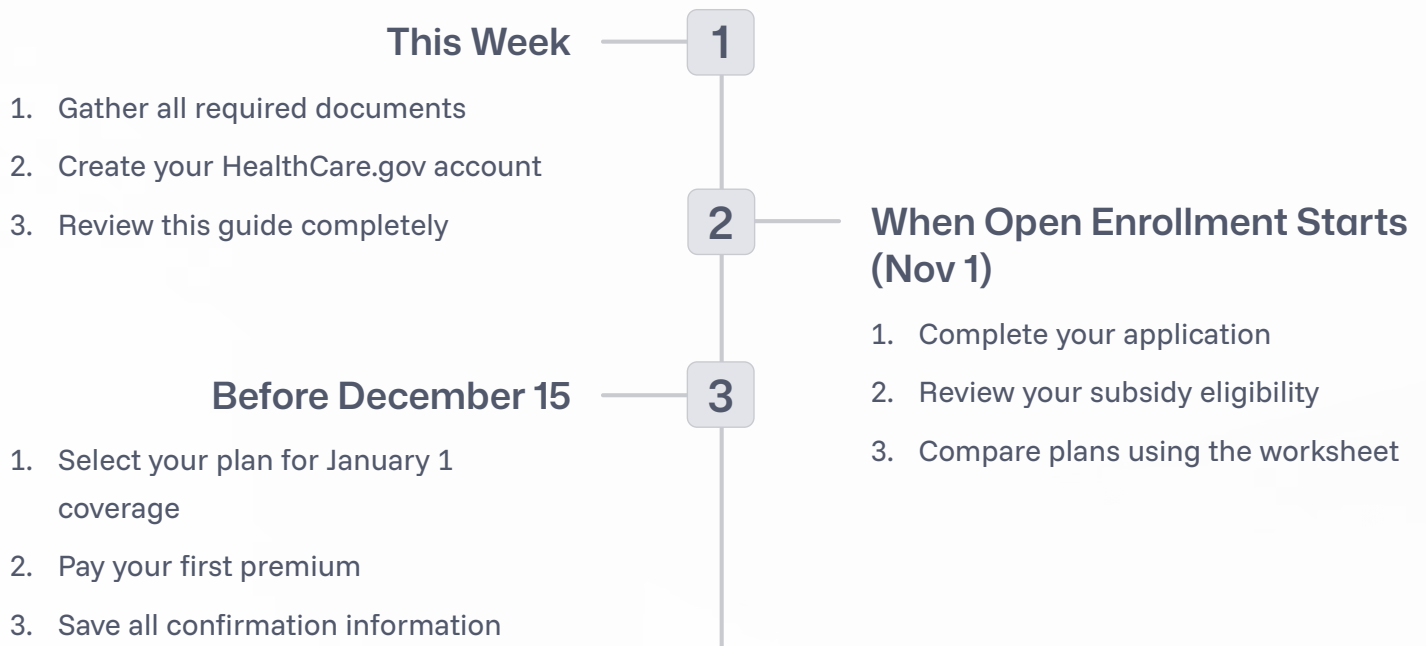 This Week
1
1. Gather all required documents
2. Create your HealthCare.gov account
3. Review this guide completely
2
When Open Enrollment Starts
(Nov 1)
1. Complete your application
2. Review your subsidy eligibility
3. Compare plans using the worksheet
Before December 15
3
1. Select your plan for January 1
coverage
2. Pay your first premium
3. Save all confirmation information